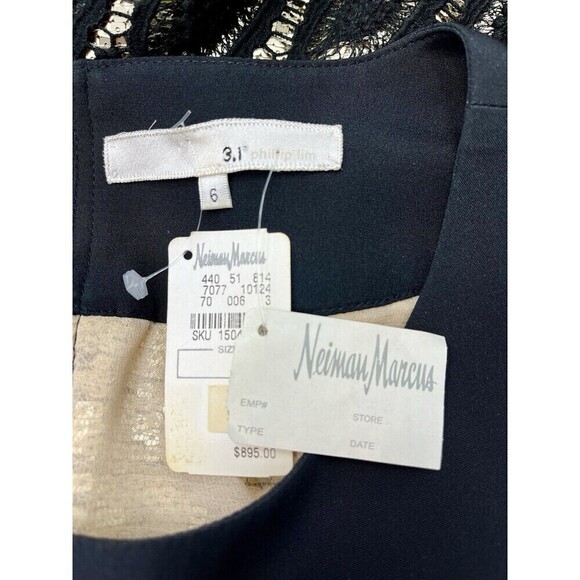 3.1 phillip lim
6
Neiman Marcus
440 51 814
7077 10124
70 006 3
SKU 1504
SIZE
$895.00
Neiman Marcus
EMP# STORE
TYPE DATE